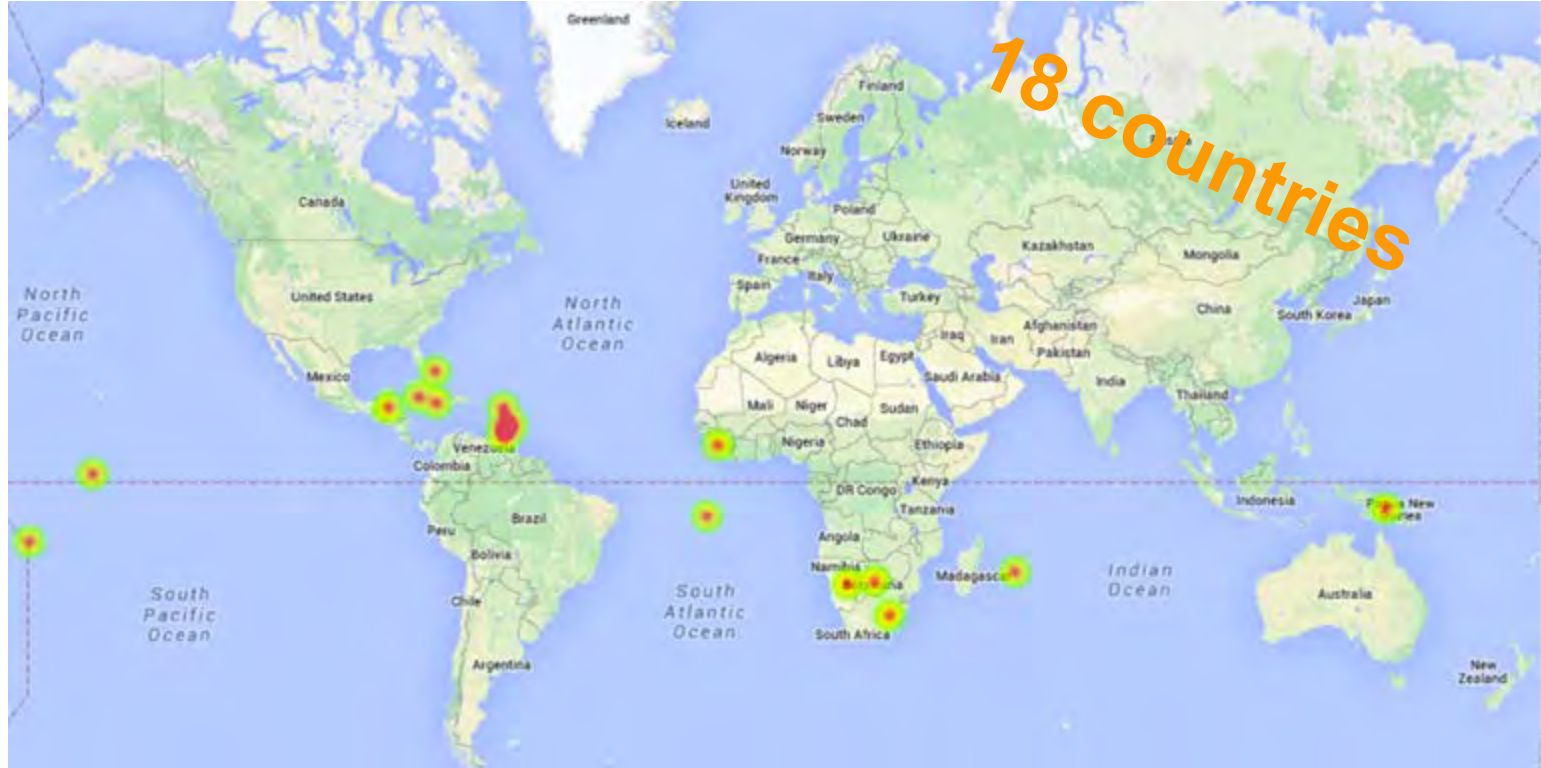 Greenland
18 countries
Finland
Iceland
Sweden
Norway
United
Kingdom
Canada
Poland
Germany
Ukraine
Kazakhstan
Mongolia
France
Italy
Spain
North
Pacific
Ocean
United States
North
Atlantic
Ocean
Turkey
China
Japan
South Korea
Iraq
Iran
Afghanistan
Pakistan
Algeria
Libya
Egypt
Saudi Arabia
India
Mexico
Thailand
Mali
Niger
Chad
Sudan
Nigeria
Ethiopia
Colombia
DR Congo
Kenya
Tanzania
Indonesia
Brazil
Peru
Angola
Bolivia
Namibia
Indian
Ocean
Australia
South
Pacific
Ocean
Chile
South
Atlantic
Ocean
South Africa
Argentina
New
Zealand